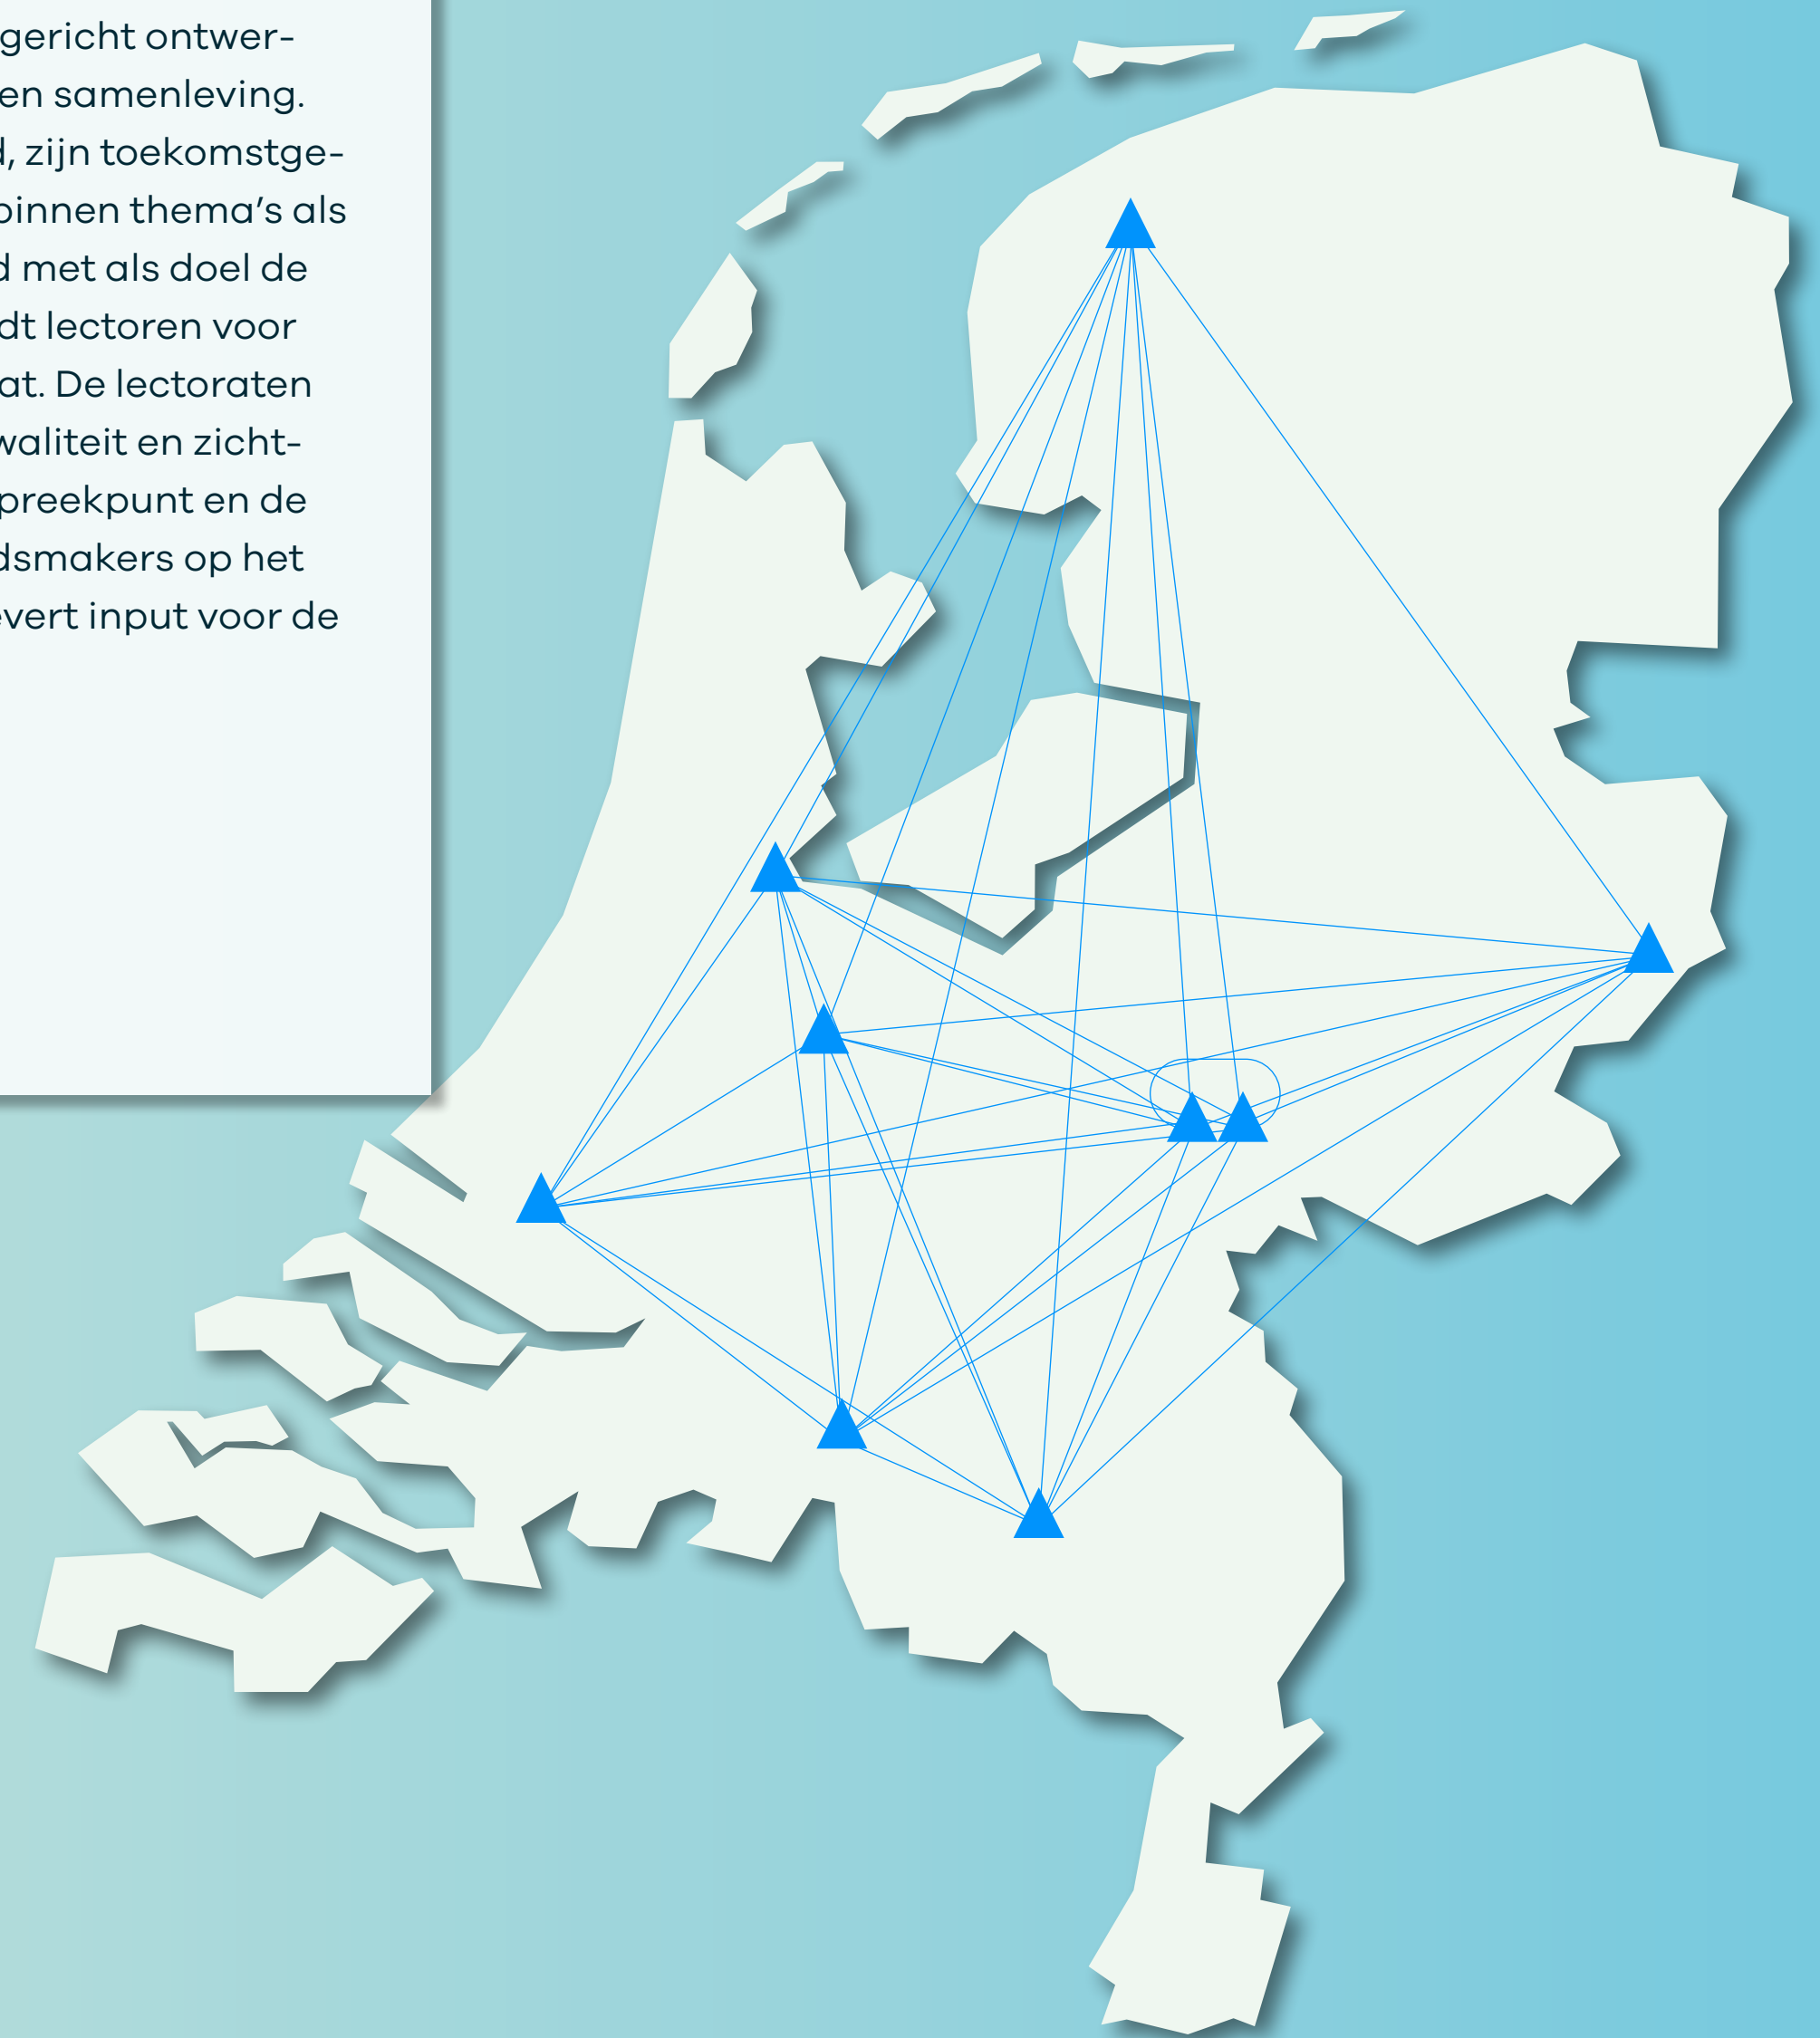 gericht ontwer-
en samenleving.
, zijn toekomstge-
binnen thema's als
met als doel de
dt lectoren voor
at. De lectoraten
waliteit en zicht-
preekpunt en de
dsmakers op het
evert input voor de